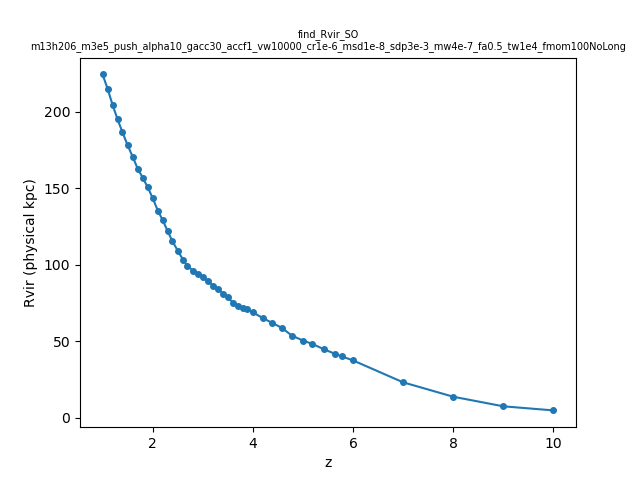 find_Rvir_SO
m13h206_m3e5_push_alpha10_gacc30_accf1_vw10000_cr1e-6_msd1e-8_sdp3e-3_mw4e-7_fa0.5_tw1e4_fmom100NoLong
Rvir (physical kpc)
200
150
100
50
0
2 4 6 8 10
z